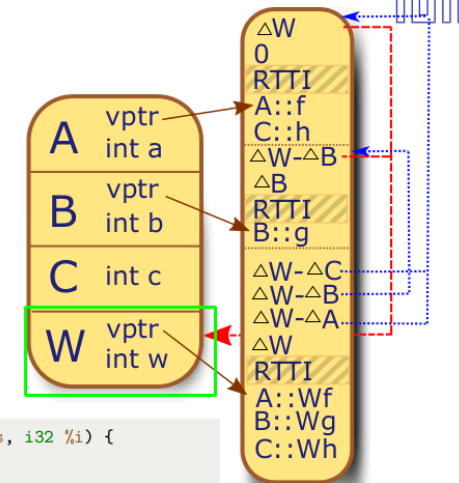 A vptr
int a
B vptr
int b
C int c
W vptr
int w
△W
0
RTTI
A::f
C::h
△W-△B
△B
RTTI
B::g
△W-△C
△W-△B
△W-△A
△W
RTTI
A::Wf
B::Wg
C::Wh
s, i32 %i) {